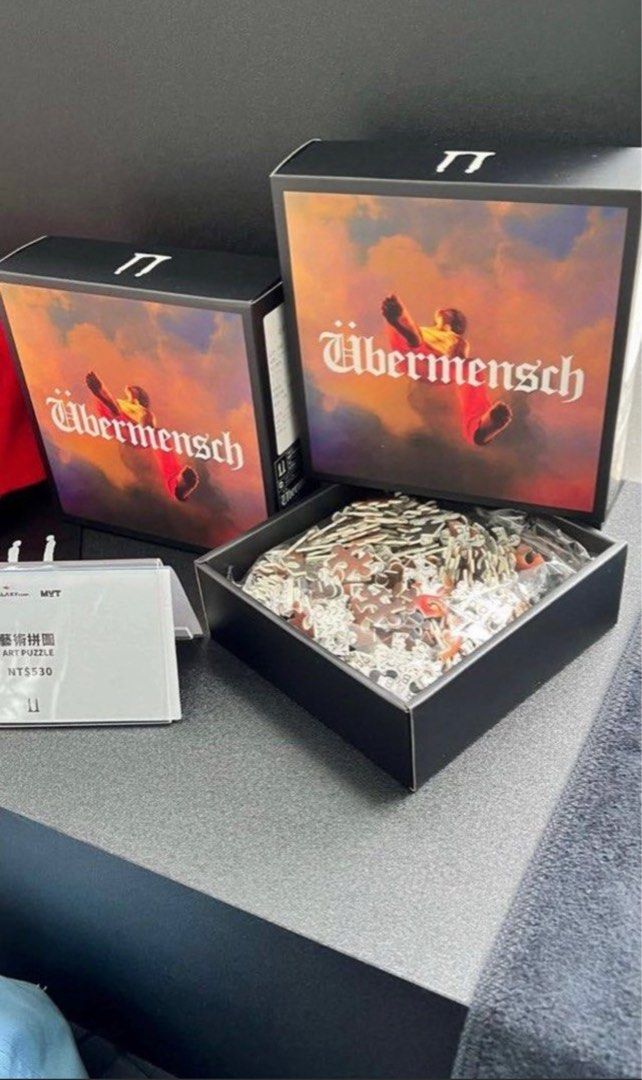 Übermensch
Übermensch
MYT
藝術拼圖
ART PUZZLE
NT$530